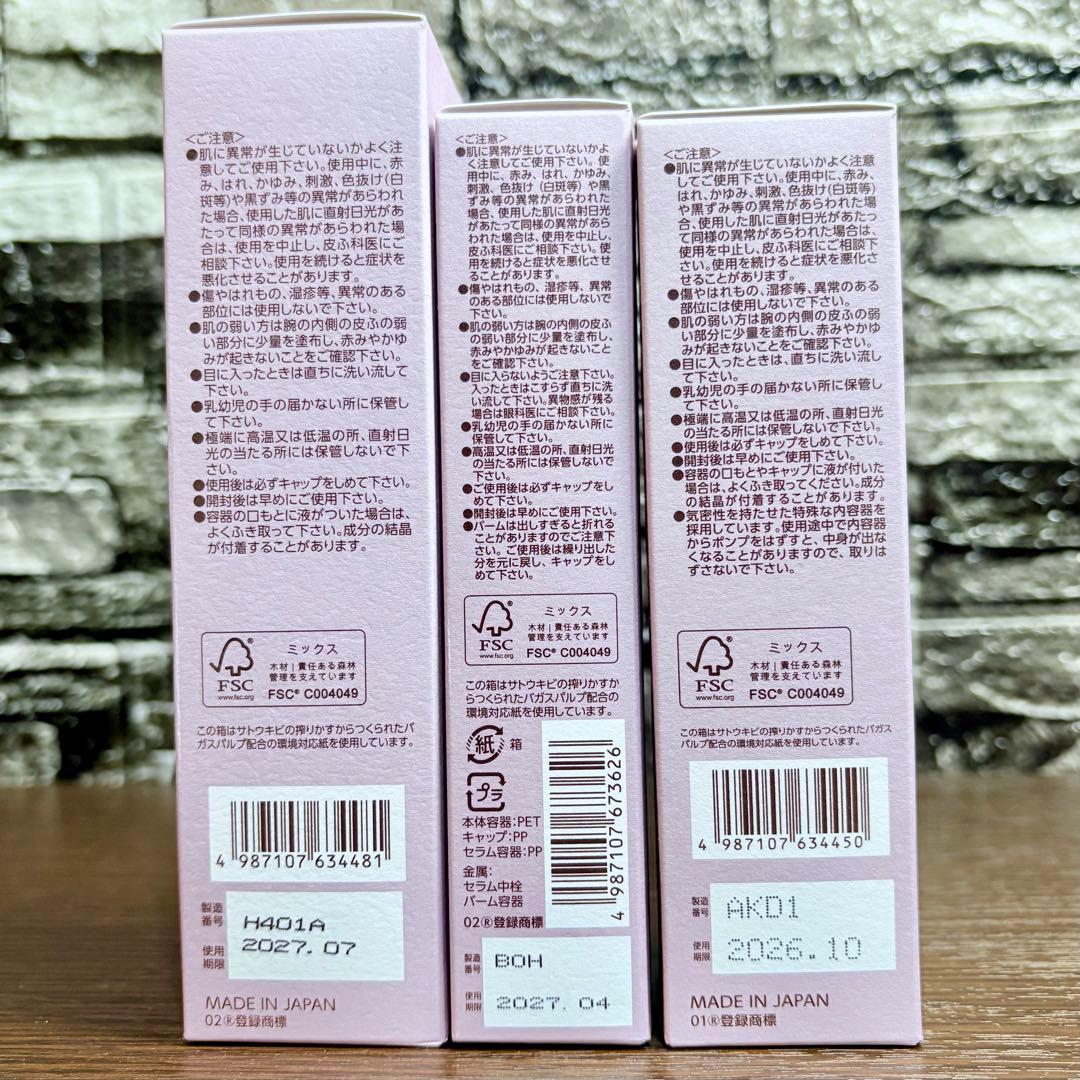 <ご注意>
●肌に異常が生じていないかよく注
意してご使用下さい。使用中に、赤
み、はれ、かゆみ、刺激、色抜け(白
斑等)や黒ずみ等の異常があらわれ
た場合、使用した肌に直射日光があ
たって同様の異常があらわれた場
合は、使用を中止し、皮ふ科医にご
相談下さい。使用を続けると症状を
悪化させることがあります。
●傷やはれもの、湿疹等、異常のある
部位には使用しないで下さい。
●肌の弱い方は腕の内側の皮ふの弱
い部分に少量を塗布し、赤みやかゆ
みが起きないことをご確認下さい。
●目に入ったときは直ちに洗い流して
下さい。
●乳幼児の手の届かない所に保管し
て下さい。
●極端に高温又は低温の所、直射日
光の当たる所には保管しないで下
さい。
●使用後は必ずキャップをしめて下さい。
●開封後は早めにご使用下さい。
●容器の口もとに液がついた場合は、
よくふき取って下さい。成分の結晶
が付着することがあります。
FSC
www.fsc.org
ミックス
木材|責任ある森林
管理を支えています
FSC® C004049
この箱はサトウキビの搾りかすからつくられたバ
ガスパルプ配合の環境対応紙を使用しています。
4 987107 634481
製造
番号
H401A
使用
期限
2027.07
MADE IN JAPAN
02®登録商標
<ご注意>
●肌に異常が生じていないかよ
く注意してご使用下さい。使
用中に、赤み、はれ、かゆみ、
刺激、色抜け(白斑等)や黒
ずみ等の異常があらわれた場
合、使用した肌に直射日光が
あたって同様の異常があら
われた場合は、使用を中止し、
皮ふ科医にご相談下さい。使
用を続けると症状を悪化させ
ることがあります。
●傷やはれもの、湿疹等、異常
のある部位には使用しないで
下さい。
●肌の弱い方は腕の内側の皮ふ
の弱い部分に少量を塗布し、
赤みやかゆみが起きないこと
をご確認下さい。
●目に入らないようご注意下さい。
入ったときはこすらず直ちに洗
い流して下さい。異物感が残る
場合は眼科医にご相談下さい。
●乳幼児の手の届かない所に
保管して下さい。
●高温又は低温の所、直射日光
の当たる所には保管しないで
下さい。
●ご使用後は必ずキャップをし
めて下さい。
●開封後は早めにご使用下さい。
●バームは出しすぎると折れる
ことがありますのでご注意下
さい。ご使用後は繰り出した
分を元に戻し、キャップをし
めて下さい。
FSC
www.fsc.org
ミックス
木材|責任ある森林
管理を支えています
FSC® C004049
この箱はサトウキビの搾りかすか
らつくられたバガスパルプ配合の
環境対応紙を使用しています。
紙 箱
プラ
本体容器:PET
キャップ:PP
セラム容器:PP
金属:
セラム中栓
バーム容器
02®登録商標
4 987107 673626
製造
番号
BOH
使用
期限
2027.04
<ご注意>
●肌に異常が生じていないかよく注意
してご使用下さい。使用中に、赤み、
はれ、かゆみ、刺激、色抜け(白斑等)
や黒ずみ等の異常があらわれた場
合、使用した肌に直射日光があたっ
て同様の異常があらわれた場合は、
使用を中止し、皮ふ科医にご相談下
さい。使用を続けると症状を悪化さ
せることがあります。
●傷やはれもの、湿疹等、異常のある
部位には使用しないで下さい。
●肌の弱い方は腕の内側の皮ふの弱
い部分に少量を塗布し、赤みやかゆ
みが起きないことをご確認下さい。
●目に入ったときは、直ちに洗い流し
て下さい。
●乳幼児の手の届かない所に保管し
て下さい。
●極端に高温又は低温の所、直射日光
の当たる所には保管しないで下さい。
●使用後は必ずキャップをしめて下さい。
●開封後は早めにご使用下さい。
●容器の口もとやキャップに液が付いた
場合は、よくふき取ってください。成分
の結晶が付着することがあります。
●気密性を持たせた特殊な内容器を
採用しています。使用途中で内容器
からポンプをはずすと、中身が出な
くなることがありますので、取りは
ずさないで下さい。
FSC
www.fsc.org
ミックス
木材|責任ある森林
管理を支えています
FSC® C004049
この箱はサトウキビの搾りかすからつくられたバガス
パルプ配合の環境対応紙を使用しています。
4 987107 634450
製造
番号
AKD1
使用
期限
2026.10
MADE IN JAPAN
01®登録商標